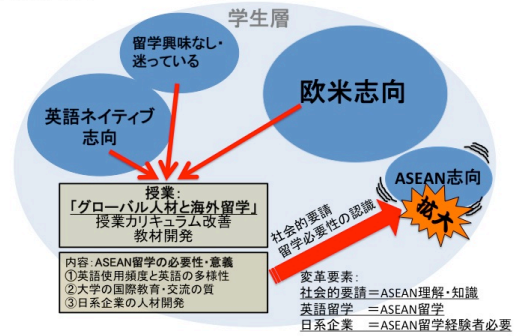 学生層
留学興味なし・
迷っている
欧米志向
英語ネイティブ
志向
ASEAN志向
拡大
授業:
「グローバル人材と海外留学」
授業カリキュラム改善
教材開発
社会的要請
留学必要性の認識
内容:ASEAN留学の必要性・意義
①英語使用頻度と英語の多様性
②大学の国際教育・交流の質
③日系企業の人材開発
変革要素:
社会的要請=ASEAN理解・知識
英語留学 =ASEAN留学
日系企業 =ASEAN留学経験者必要